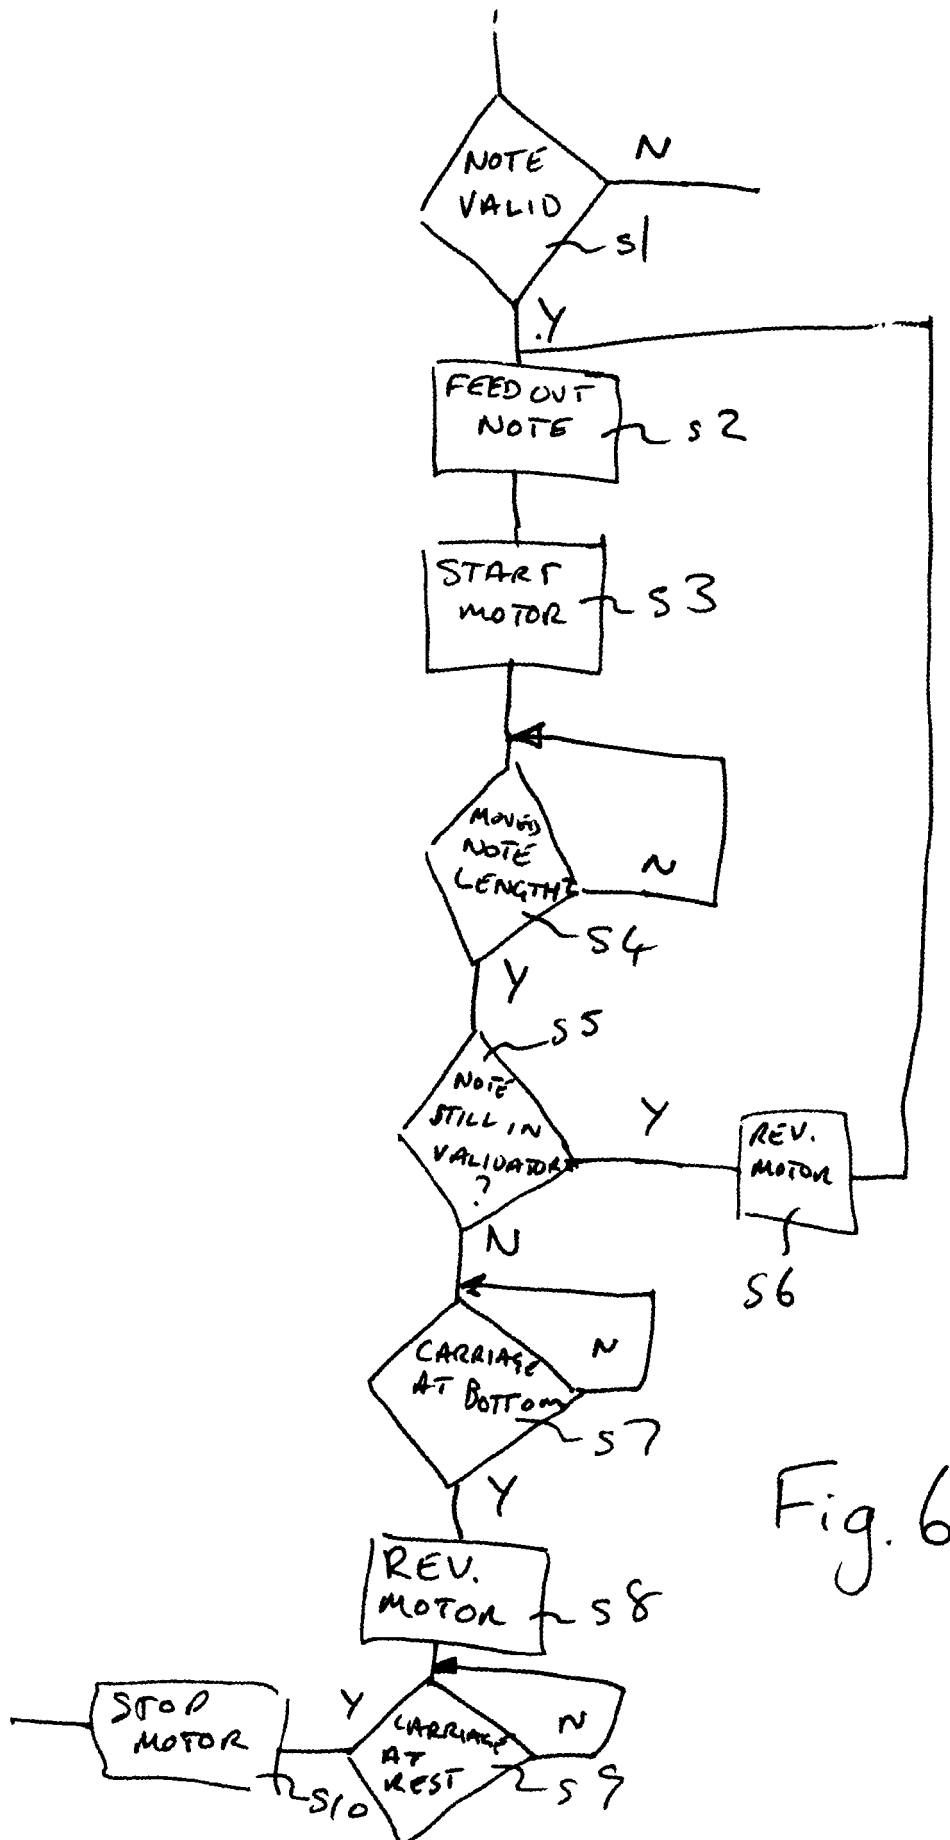 NOTE
VALID
N
s1
Y
FEED OUT
NOTE
s2
START
MOTOR
s3
MOVED
NOTE
LENGTH?
N
s4
Y
s5
NOTE
STILL IN
VALIDATOR
?
Y
REV.
MOTOR
s6
N
CARRIAGE
AT BOTTOM
N
s7
Y
REV.
MOTOR
s8
Fig. 6
STOP
MOTOR
s10
Y
CARRIAGE
AT
REST
N
s9